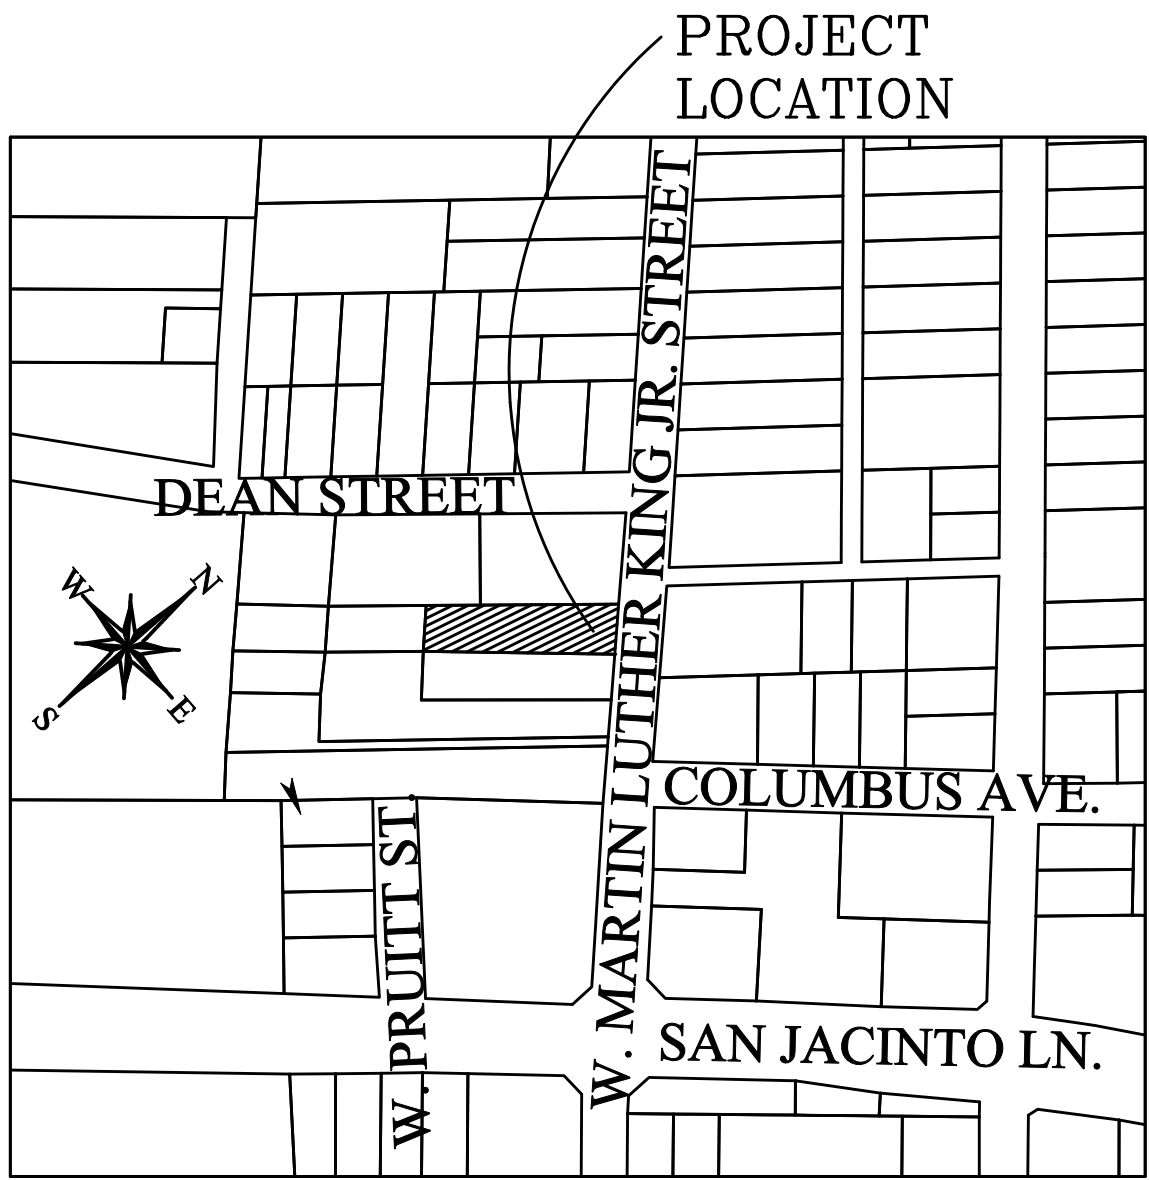 PROJECT
LOCATION
W. MARTIN LUTHER KING JR. STREET
DEAN STREET
W
N
S
E
COLUMBUS AVE.
W. PRUITT ST.
SAN JACINTO LN.